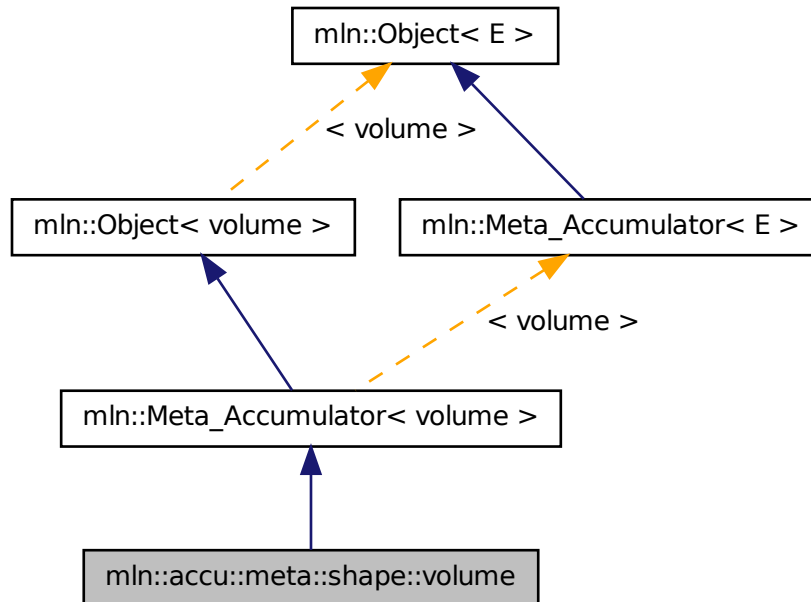 mln::Object< E >
< volume >
mln::Object< volume >
mln::Meta_Accumulator< E >
< volume >
mln::Meta_Accumulator< volume >
mln::accu::meta::shape::volume